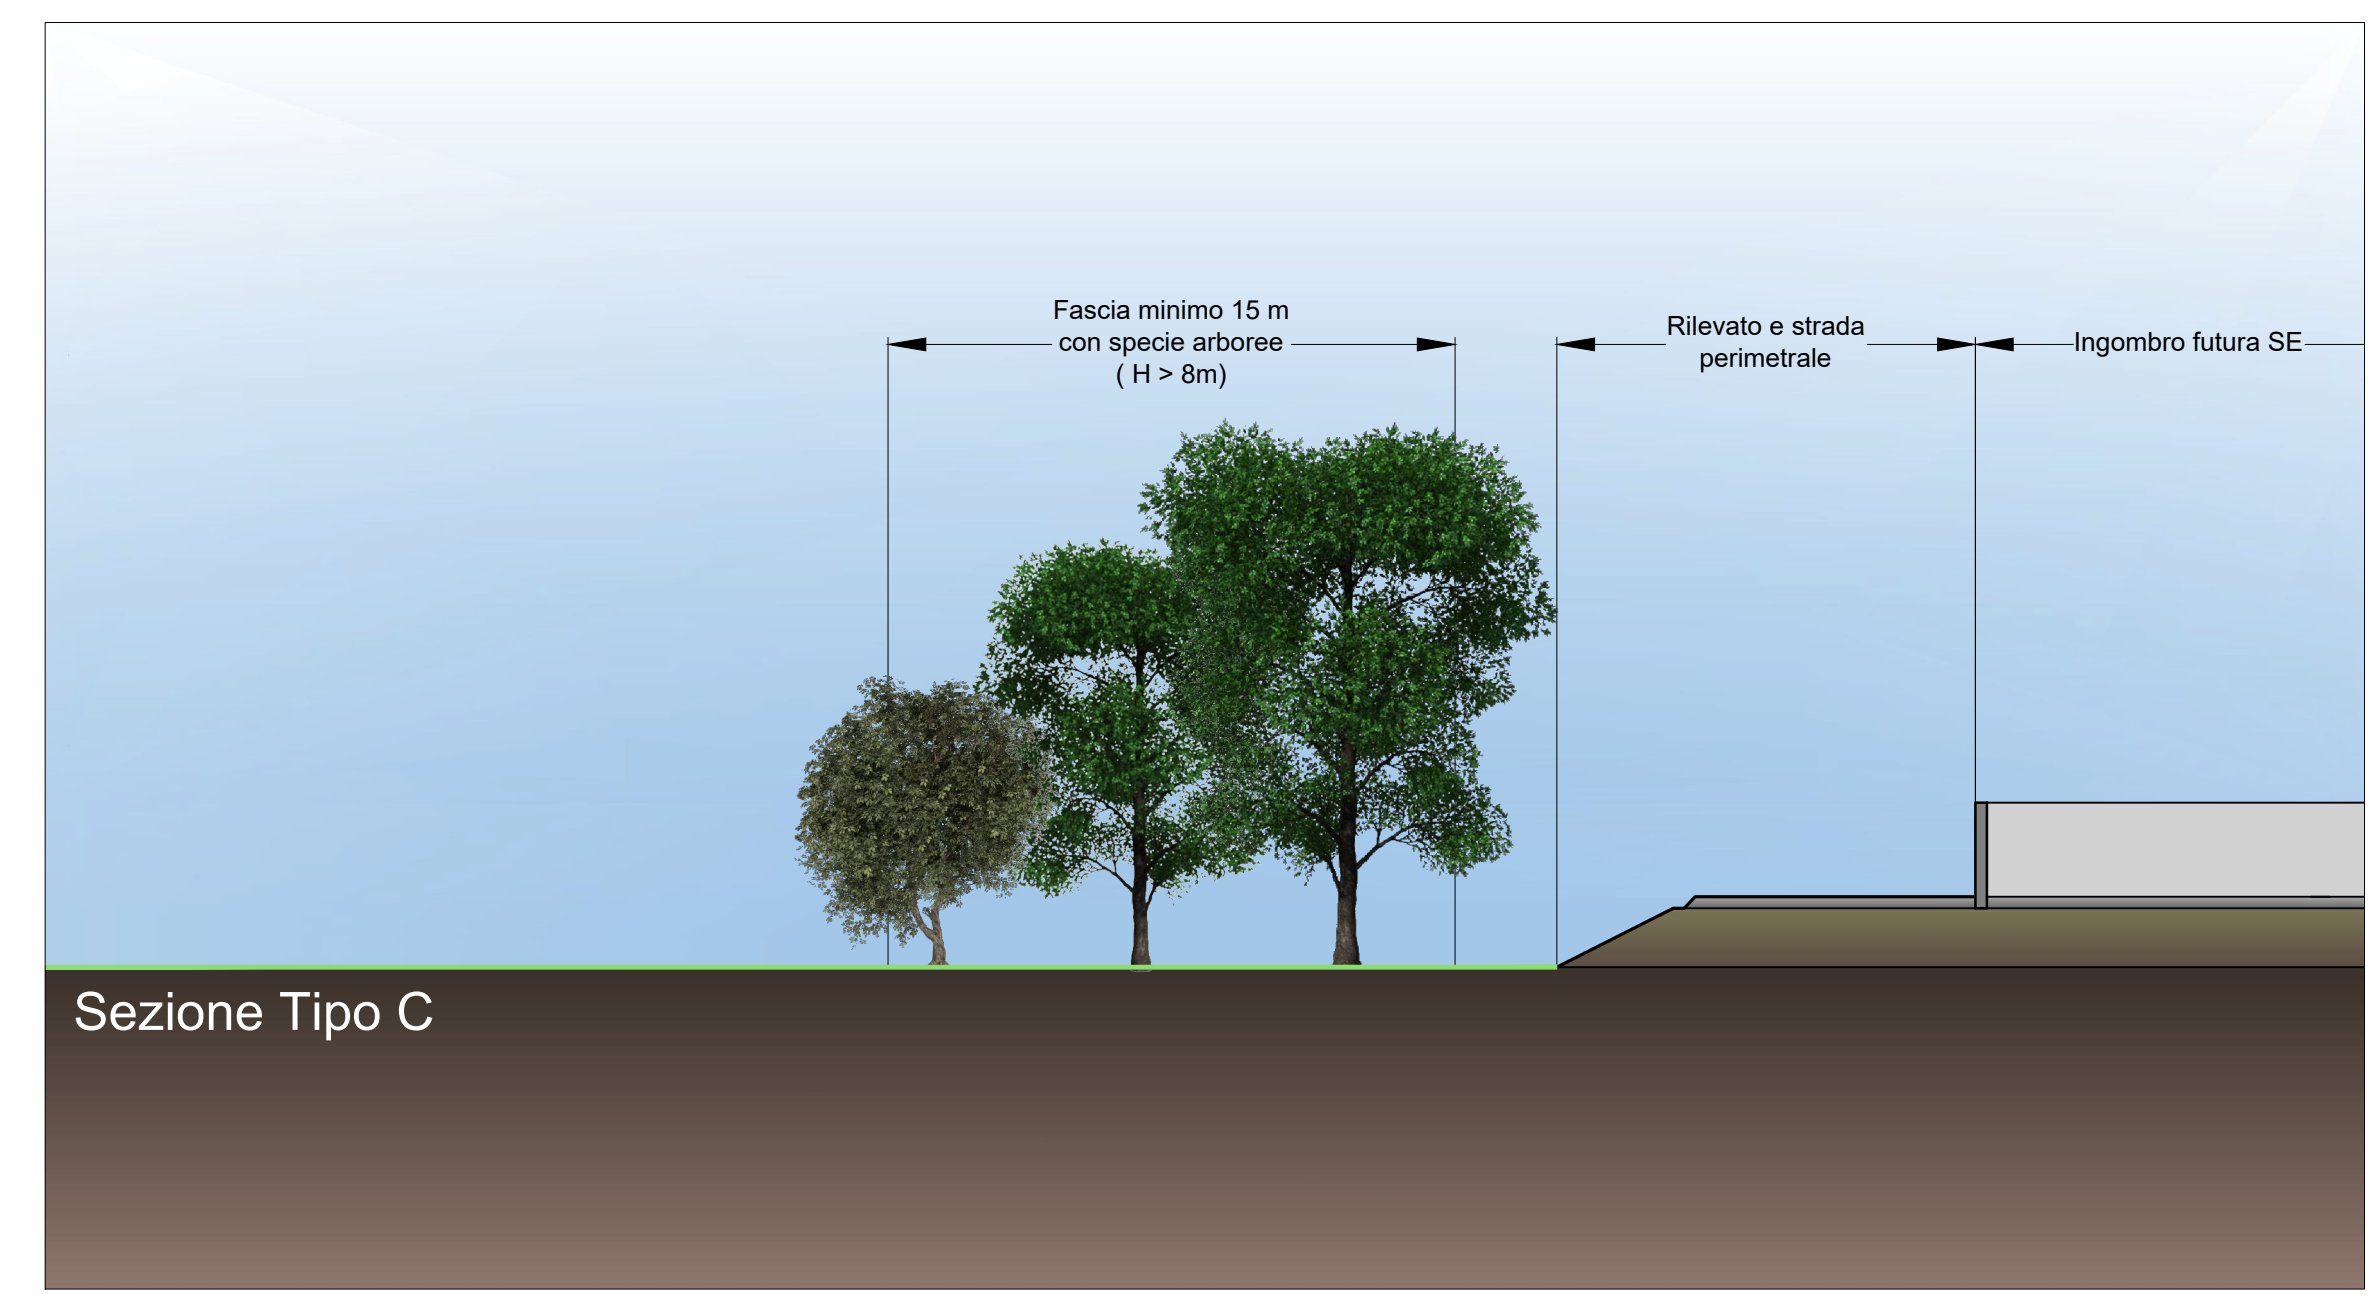 Fascia minimo 15 m
con specie arboree
( H > 8m)
Rilevato e strada
perimetrale
Ingombro futura SE
Sezione Tipo C